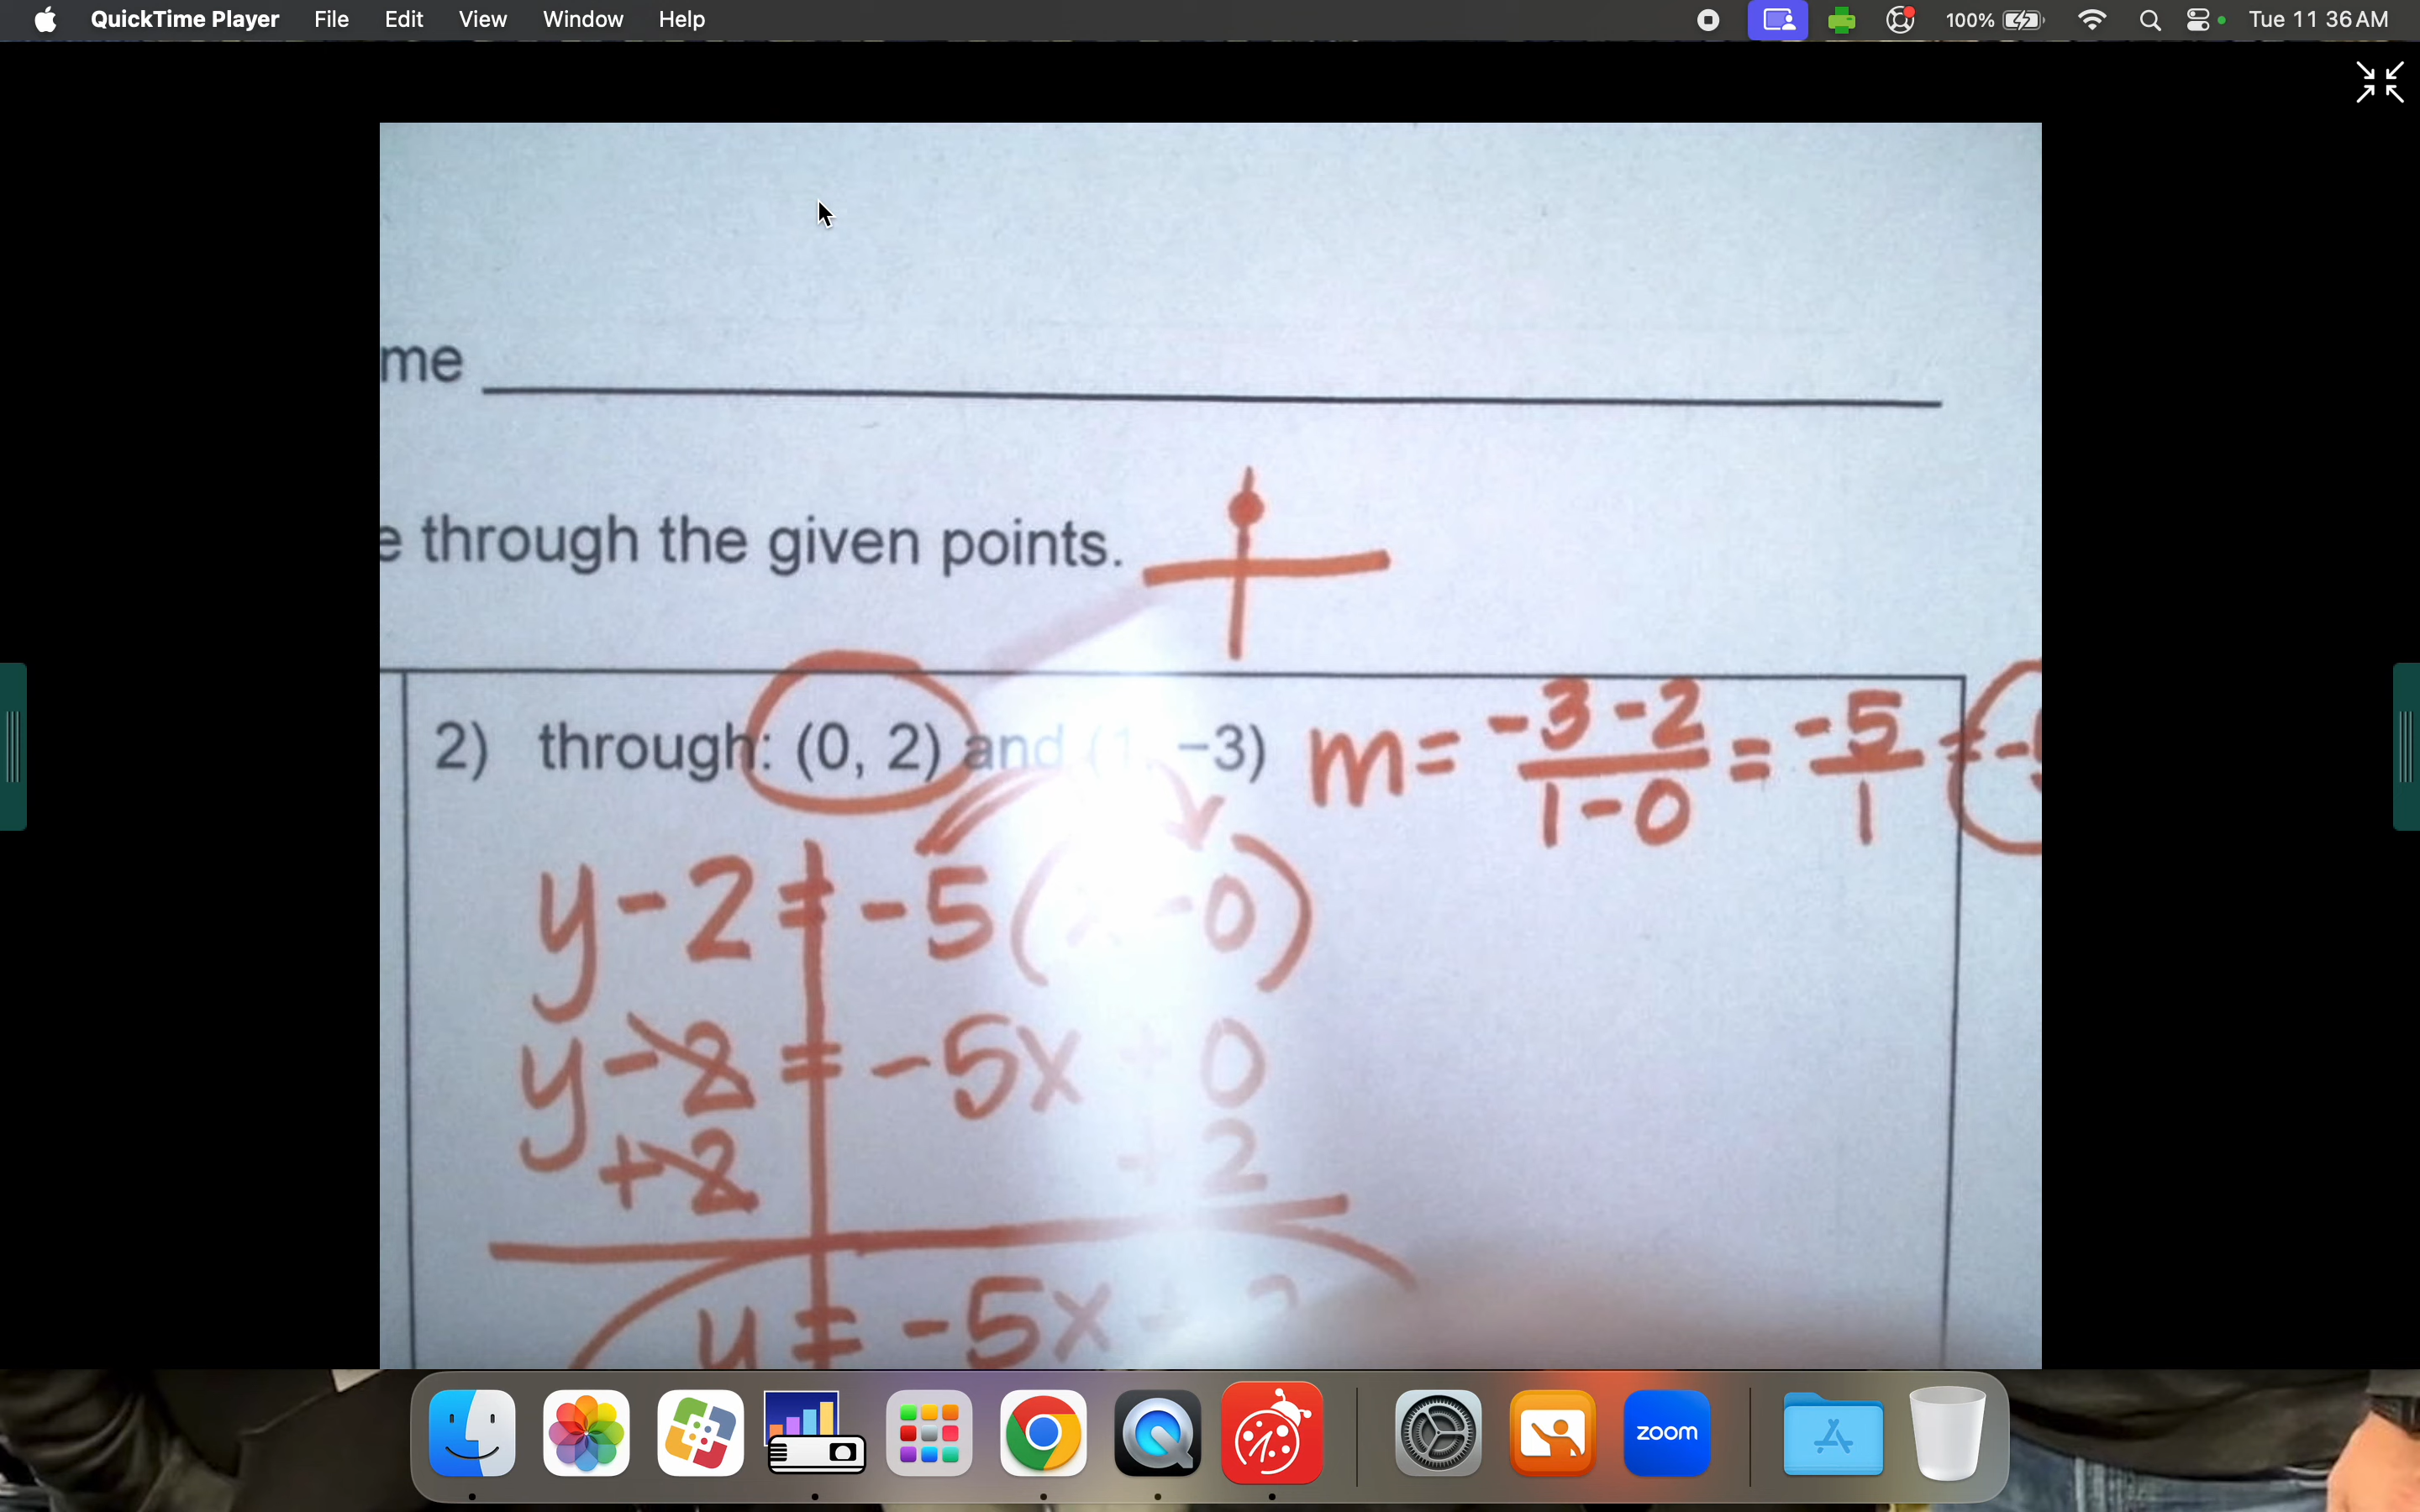 QuickTime Player File Edit View Window Help 100% Tue 11 36 AM
me
e through the given points.
2) through: (0, 2) and (1, −3) m = -3-2 / 1-0 = -5 / 1 = -5
y-2 = -5( -0)
y-2 = -5x + 0
+2 +2
y = -5x
zoom